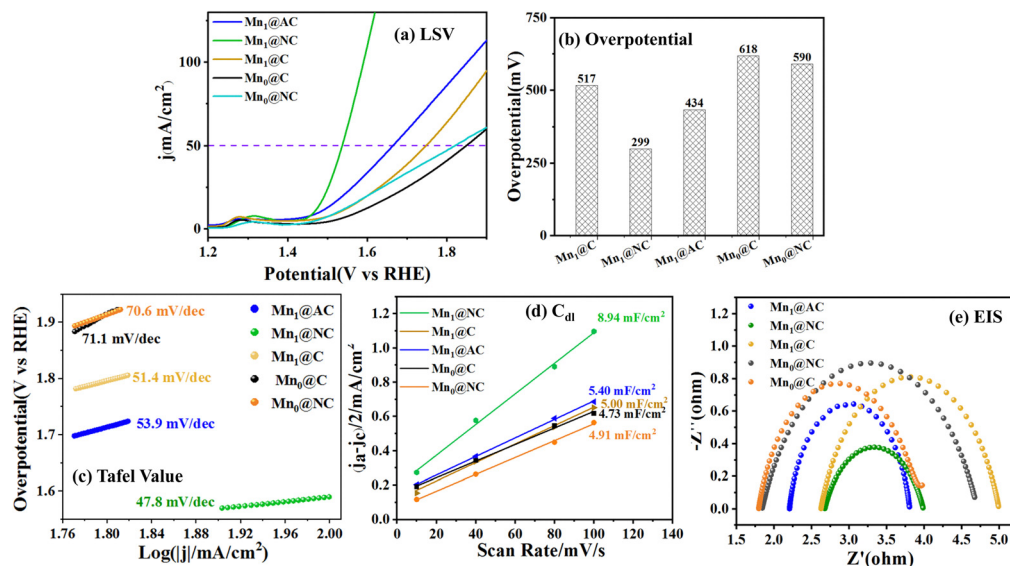 Mn₁@AC
Mn₁@NC
Mn₁@C
Mn₀@C
Mn₀@NC
(a) LSV
100
50
0
j(mA/cm²)
1.2 1.4 1.6 1.8
Potential(V vs RHE)
(b) Overpotential
750
500
250
0
Overpotential(mV)
517
299
434
618
590
Mn₁@C
Mn₁@NC
Mn₁@AC
Mn₀@C
Mn₀@NC
Overpotential(V vs RHE)
1.9
1.8
1.7
1.6
70.6 mV/dec
71.1 mV/dec
51.4 mV/dec
53.9 mV/dec
47.8 mV/dec
Mn₁@AC
Mn₁@NC
Mn₁@C
Mn₀@C
Mn₀@NC
(c) Tafel Value
1.76 1.84 1.92 2.00
Log(|j|/mA/cm²)
(ja-jc)/2/mA/cm²
1.2
1.0
0.8
0.6
0.4
0.2
0.0
Mn₁@NC
Mn₁@C
Mn₁@AC
Mn₀@C
Mn₀@NC
(d) C_dl
8.94 mF/cm²
5.40 mF/cm²
5.00 mF/cm²
4.73 mF/cm²
4.91 mF/cm²
0 20 40 60 80 100 120 140
Scan Rate/mV/s
-Z''(ohm)
1.2
1.0
0.8
0.6
0.4
0.2
0.0
Mn₁@AC
Mn₁@NC
Mn₁@C
Mn₀@NC
Mn₀@C
(e) EIS
1.5 2.0 2.5 3.0 3.5 4.0 4.5 5.0
Z'(ohm)